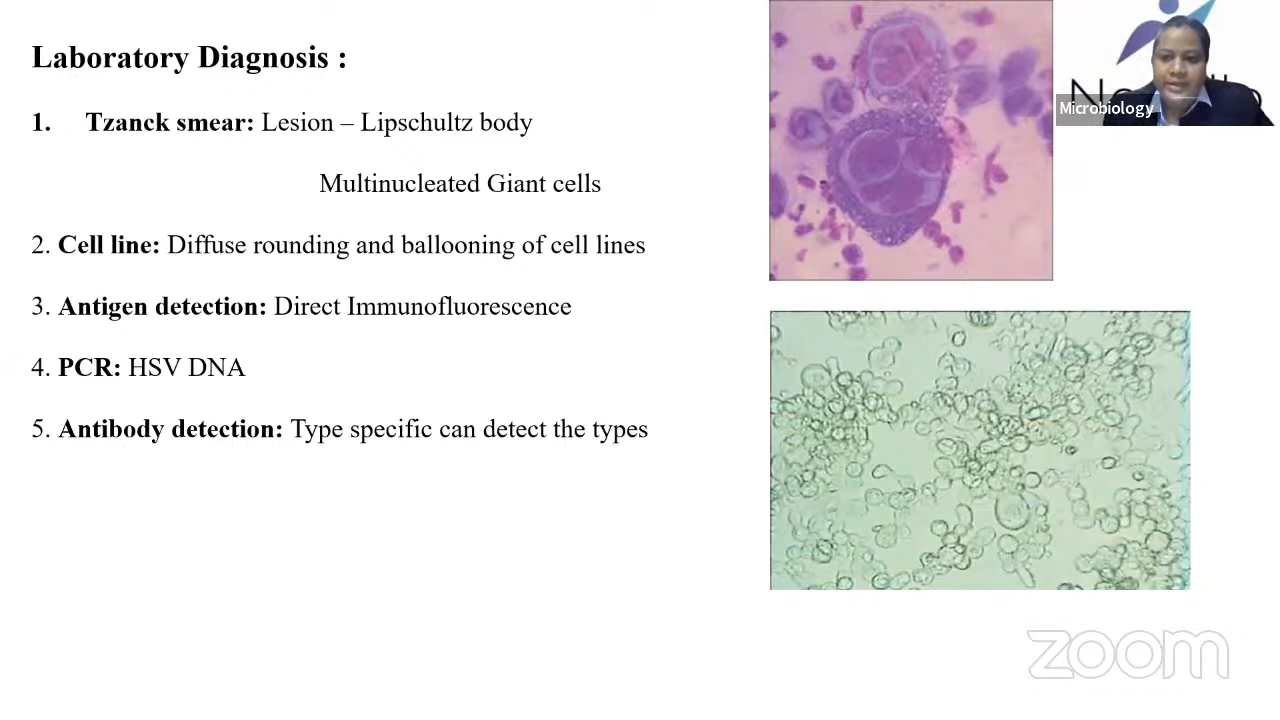 Laboratory Diagnosis :
1. Tzanck smear: Lesion – Lipschultz body
Multinucleated Giant cells
2. Cell line: Diffuse rounding and ballooning of cell lines
3. Antigen detection: Direct Immunofluorescence
4. PCR: HSV DNA
5. Antibody detection: Type specific can detect the types
Microbiology
zoom